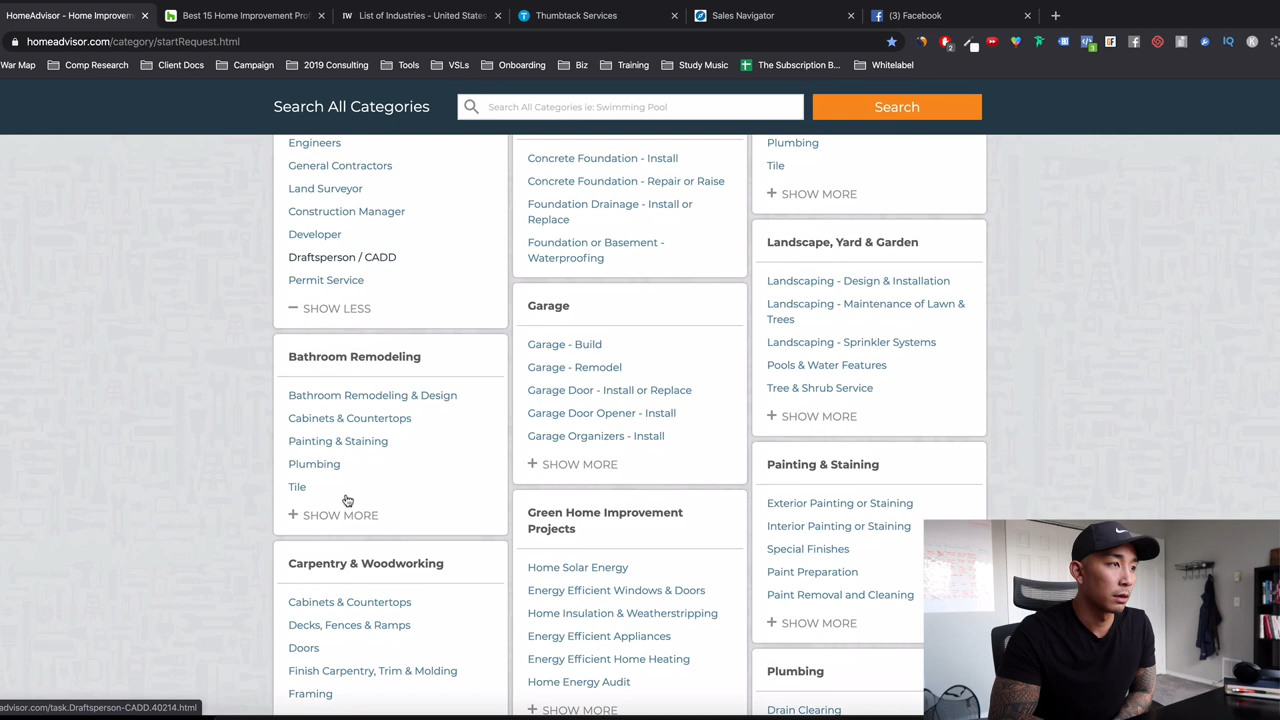 HomeAdvisor - Home Improvem
Best 15 Home Improvement Prof
List of Industries - United States
Thumbtack Services
Sales Navigator
(3) Facebook
homeadvisor.com/category/startRequest.html
War Map
Comp Research
Client Docs
Campaign
2019 Consulting
Tools
VSLs
Onboarding
Biz
Training
Study Music
The Subscription B...
Whitelabel
Search All Categories
Search All Categories ie: Swimming Pool
Search
Engineers
General Contractors
Land Surveyor
Construction Manager
Developer
Draftsperson / CADD
Permit Service
SHOW LESS
Bathroom Remodeling
Bathroom Remodeling & Design
Cabinets & Countertops
Painting & Staining
Plumbing
Tile
SHOW MORE
Carpentry & Woodworking
Cabinets & Countertops
Decks, Fences & Ramps
Doors
Finish Carpentry, Trim & Molding
Framing
Concrete Foundation - Install
Concrete Foundation - Repair or Raise
Foundation Drainage - Install or
Replace
Foundation or Basement -
Waterproofing
Garage
Garage - Build
Garage - Remodel
Garage Door - Install or Replace
Garage Door Opener - Install
Garage Organizers - Install
SHOW MORE
Green Home Improvement
Projects
Home Solar Energy
Energy Efficient Windows & Doors
Home Insulation & Weatherstripping
Energy Efficient Appliances
Energy Efficient Home Heating
Home Energy Audit
SHOW MORE
Plumbing
Tile
SHOW MORE
Landscape, Yard & Garden
Landscaping - Design & Installation
Landscaping - Maintenance of Lawn &
Trees
Landscaping - Sprinkler Systems
Pools & Water Features
Tree & Shrub Service
SHOW MORE
Painting & Staining
Exterior Painting or Staining
Interior Painting or Staining
Special Finishes
Paint Preparation
Paint Removal and Cleaning
SHOW MORE
Plumbing
Drain Clearing
advisor.com/task.Draftsperson-CADD.40214.html